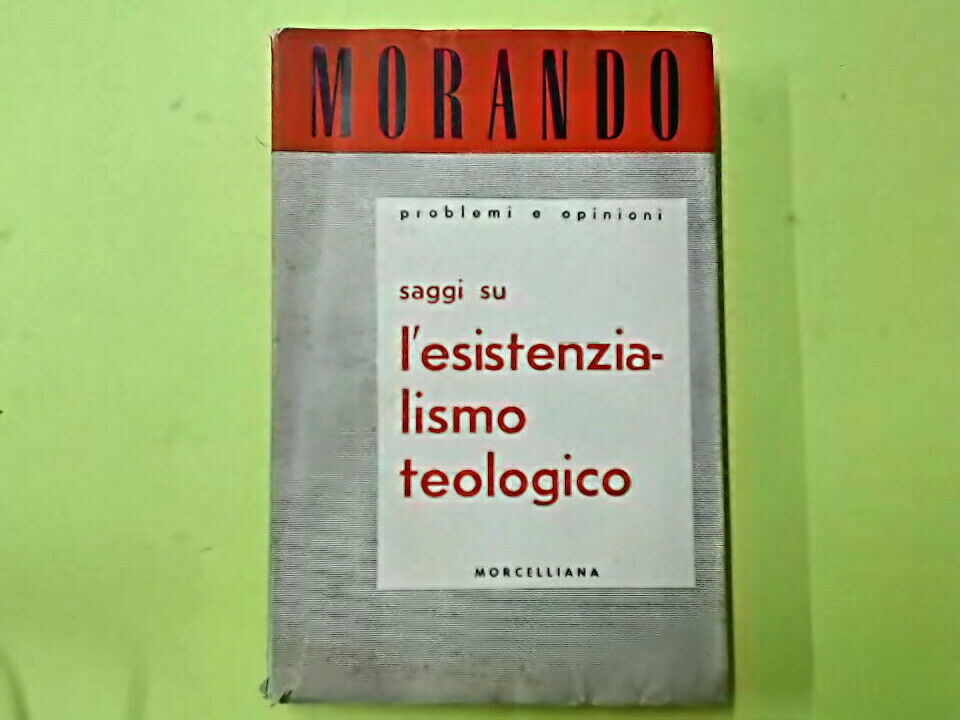 MORANDO
problemi e opinioni
saggi su
l'esistenzia-
lismo
teologico
MORCELLIANA